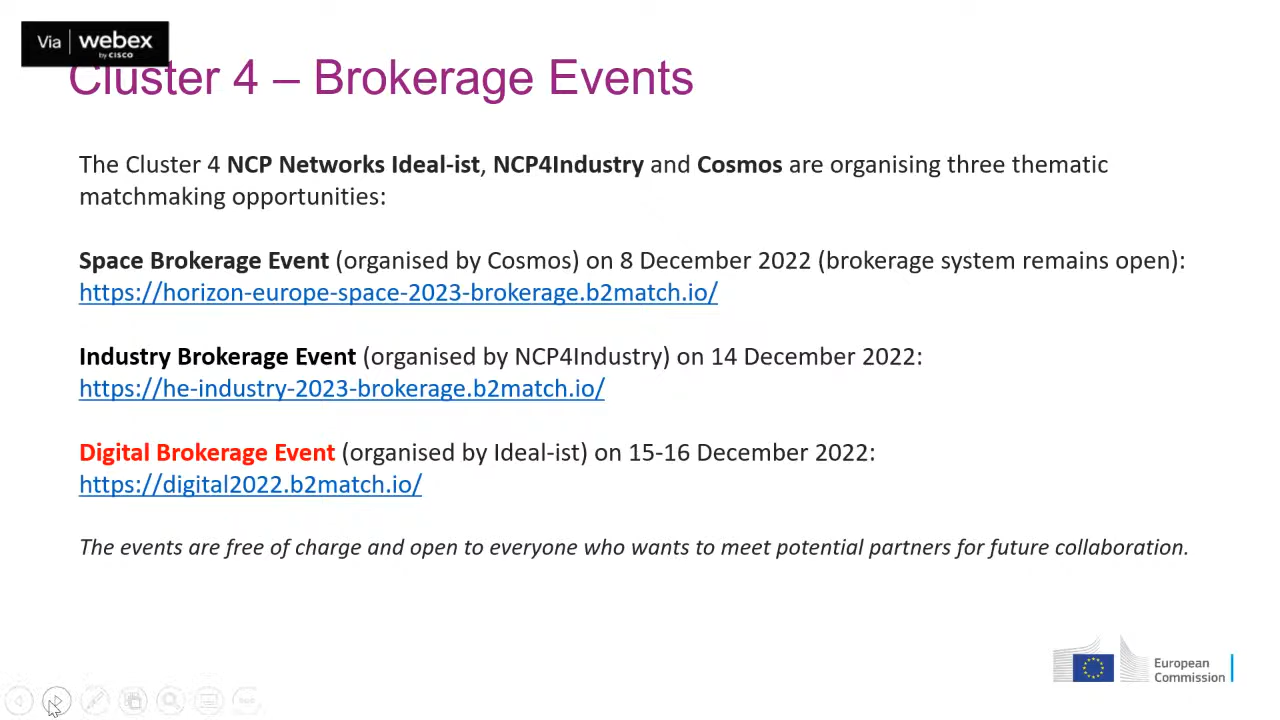 Via webex
by CISCO
Cluster 4 – Brokerage Events
The Cluster 4 NCP Networks Ideal-ist, NCP4Industry and Cosmos are organising three thematic
matchmaking opportunities:
Space Brokerage Event (organised by Cosmos) on 8 December 2022 (brokerage system remains open):
https://horizon-europe-space-2023-brokerage.b2match.io/
Industry Brokerage Event (organised by NCP4Industry) on 14 December 2022:
https://he-industry-2023-brokerage.b2match.io/
Digital Brokerage Event (organised by Ideal-ist) on 15-16 December 2022:
https://digital2022.b2match.io/
The events are free of charge and open to everyone who wants to meet potential partners for future collaboration.
European
Commission